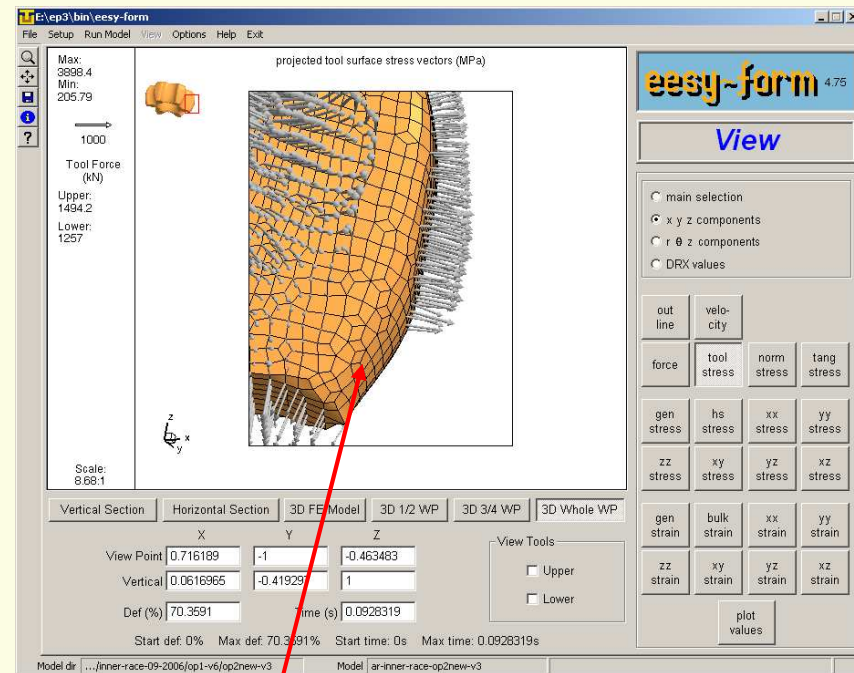 E:\ep3\bin\eesy-form
File Setup Run Model View Options Help Exit
Max:
3898.4
Min:
205.79
1000
Tool Force
(kN)
Upper:
1494.2
Lower:
1257
Scale:
8.68:1
projected tool surface stress vectors (MPa)
z
x
y
eesy-form 4.75
View
main selection
x y z components
r θ z components
DRX values
out line
velo- city
force
tool stress
norm stress
tang stress
gen stress
hs stress
xx stress
yy stress
zz stress
xy stress
yz stress
xz stress
gen strain
bulk strain
xx strain
yy strain
zz strain
xy strain
yz strain
xz strain
plot values
Vertical Section
Horizontal Section
3D FE Model
3D 1/2 WP
3D 3/4 WP
3D Whole WP
X Y Z
View Point 0.716189 -1 -0.463483
Vertical 0.0616965 -0.419297 1
Def (%) 70.3591 Time (s) 0.0928319
View Tools
Upper
Lower
Start def: 0% Max def: 70.3591% Start time: 0s Max time: 0.0928319s
Model dir .../inner-race-09-2006/op1-v6/op2new-v3 Model ar-inner-race-op2new-v3